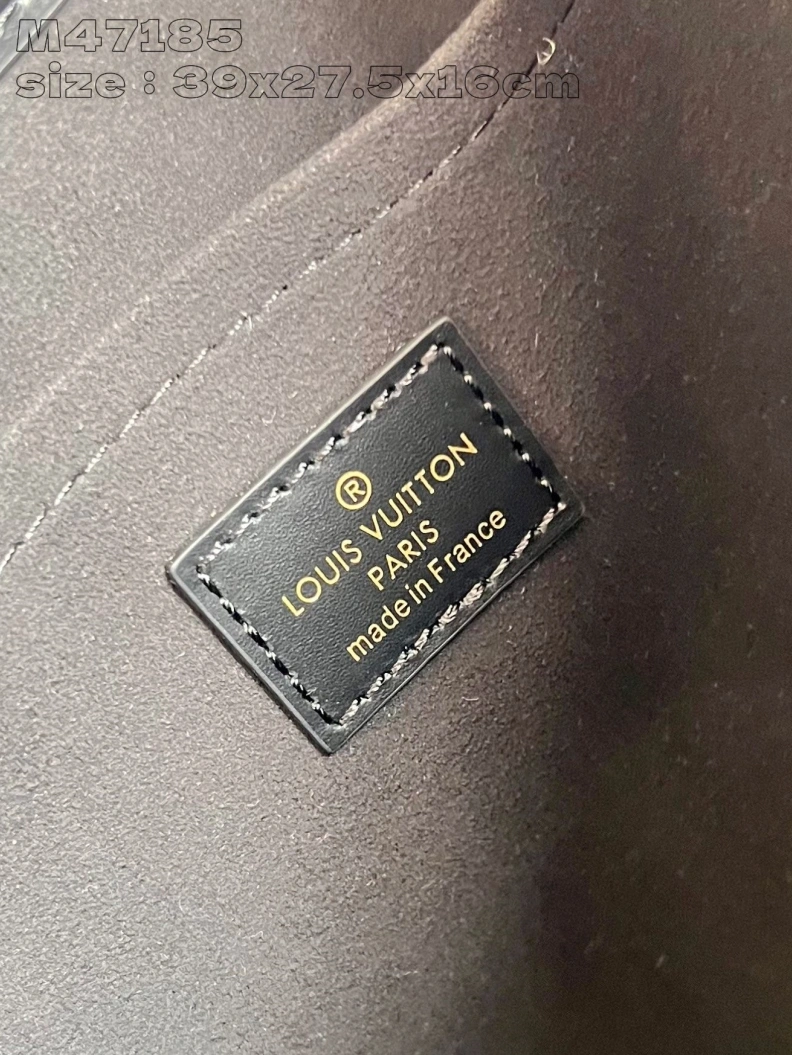 M47185
size : 39x27.5x16cm
®
LOUIS VUITTON
PARIS
made in France